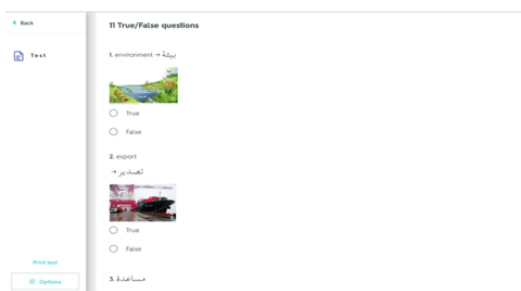 Back
Test
11 True/False questions
1. environment → بيئة
True
False
2. export
→ تصدير
True
False
3. مساعدة
Print test
Options